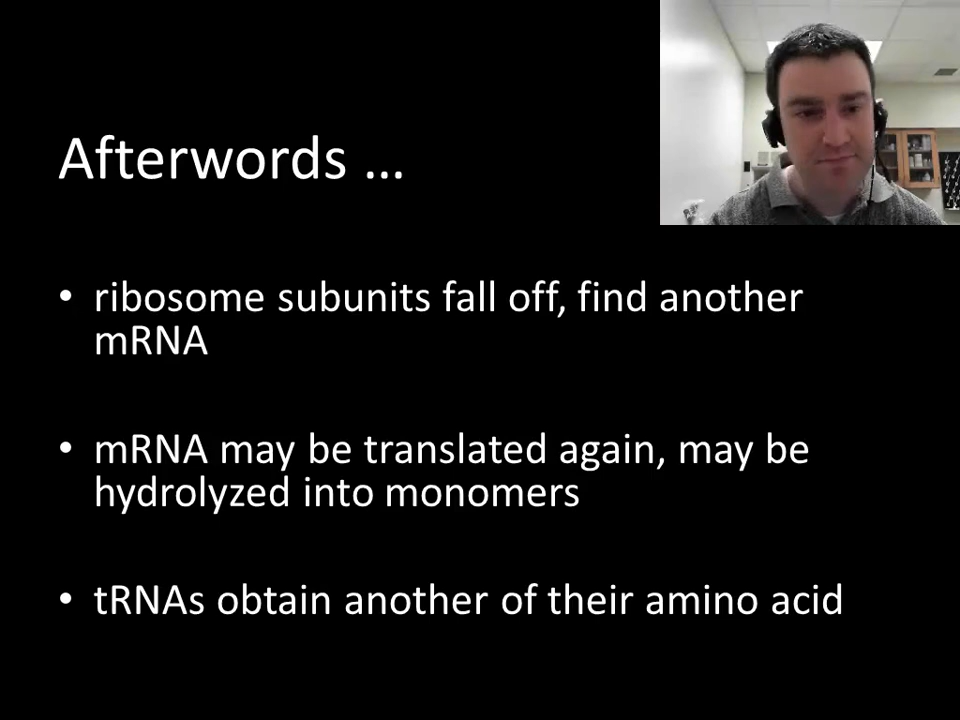 Afterwords …
• ribosome subunits fall off, find another
mRNA
• mRNA may be translated again, may be
hydrolyzed into monomers
• tRNAs obtain another of their amino acid